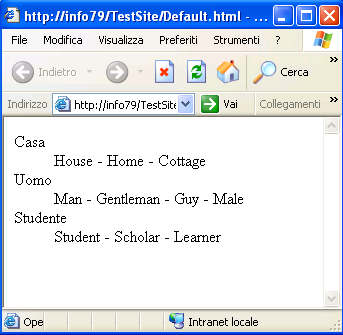 http://info79/TestSite/Default.html - ...
File Modifica Visualizza Preferiti Strumenti ? »
Indietro Cerca »
Indirizzo http://info79/TestSite Vai Collegamenti »
Casa
House - Home - Cottage
Uomo
Man - Gentleman - Guy - Male
Studente
Student - Scholar - Learner
Ope Intranet locale